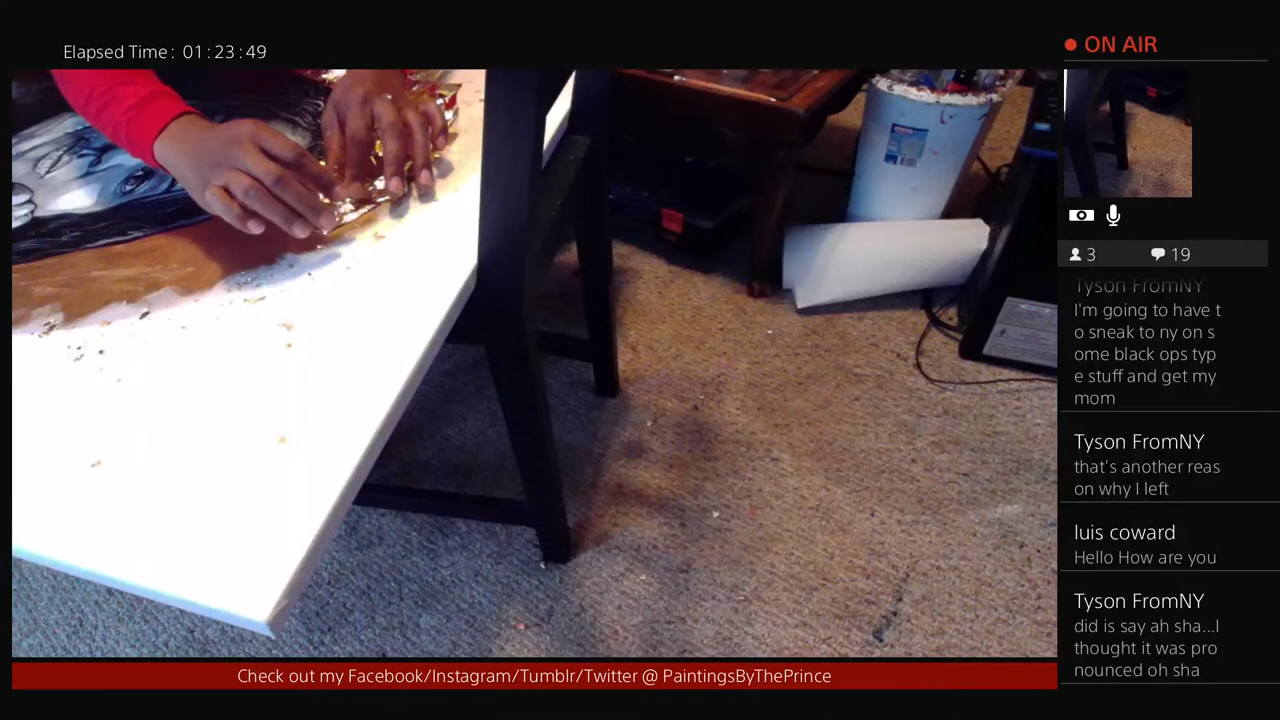 Elapsed Time: 01:23:49
ON AIR
3
19
Tyson FromNY
I'm going to have t
o sneak to ny on s
ome black ops typ
e stuff and get my
mom
Tyson FromNY
that's another reas
on why I left
luis coward
Hello How are you
Tyson FromNY
did is say ah sha...I
thought it was pro
nounced oh sha
Check out my Facebook/Instagram/Tumblr/Twitter @ PaintingsByThePrince